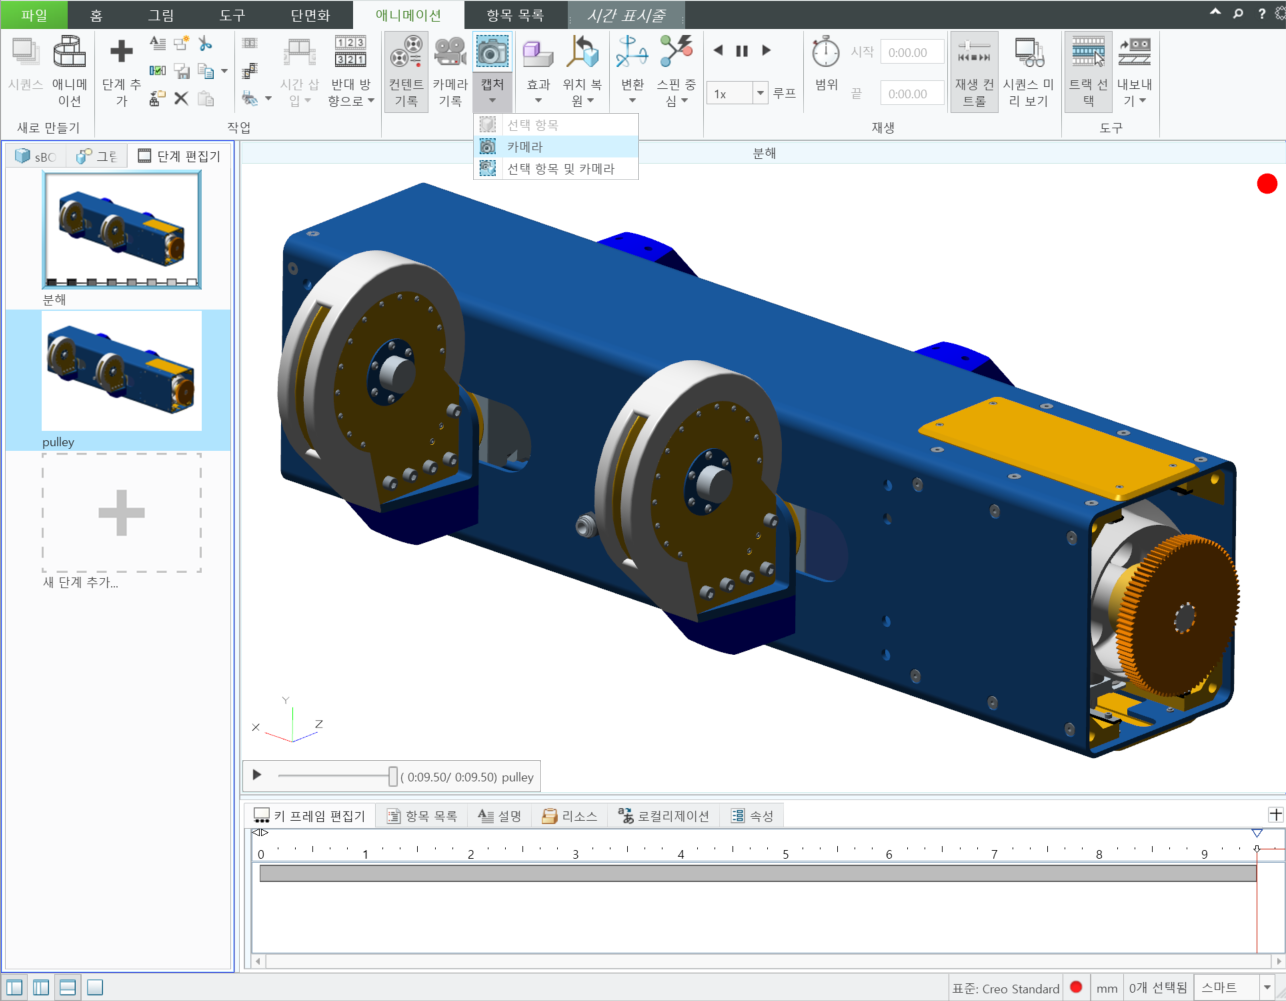 파일 홈 그림 도구 단면화 애니메이션 항목 목록 시간 표시줄
?
시퀀스 애니메이션
단계 추가
시간 삽입
1 2 3
3 2 1
반대 방향으로
컨텐트 기록
카메라 기록
캡처
효과
위치 복원
변환
스핀 중심
1x
루프
범위
시작 0:00.00
끝 0:00.00
재생 컨트롤
시퀀스 미리 보기
트랙 선택
내보내기
새로 만들기 작업 재생 도구
선택 항목
카메라
선택 항목 및 카메라
sBC 그림 단계 편집기
분해
분해
pulley
새 단계 추가...
Y
X
Z
( 0:09.50/ 0:09.50) pulley
키 프레임 편집기 항목 목록 설명 리소스 로컬리제이션 속성
0 1 2 3 4 5 6 7 8 9
표준: Creo Standard mm 0개 선택됨 스마트